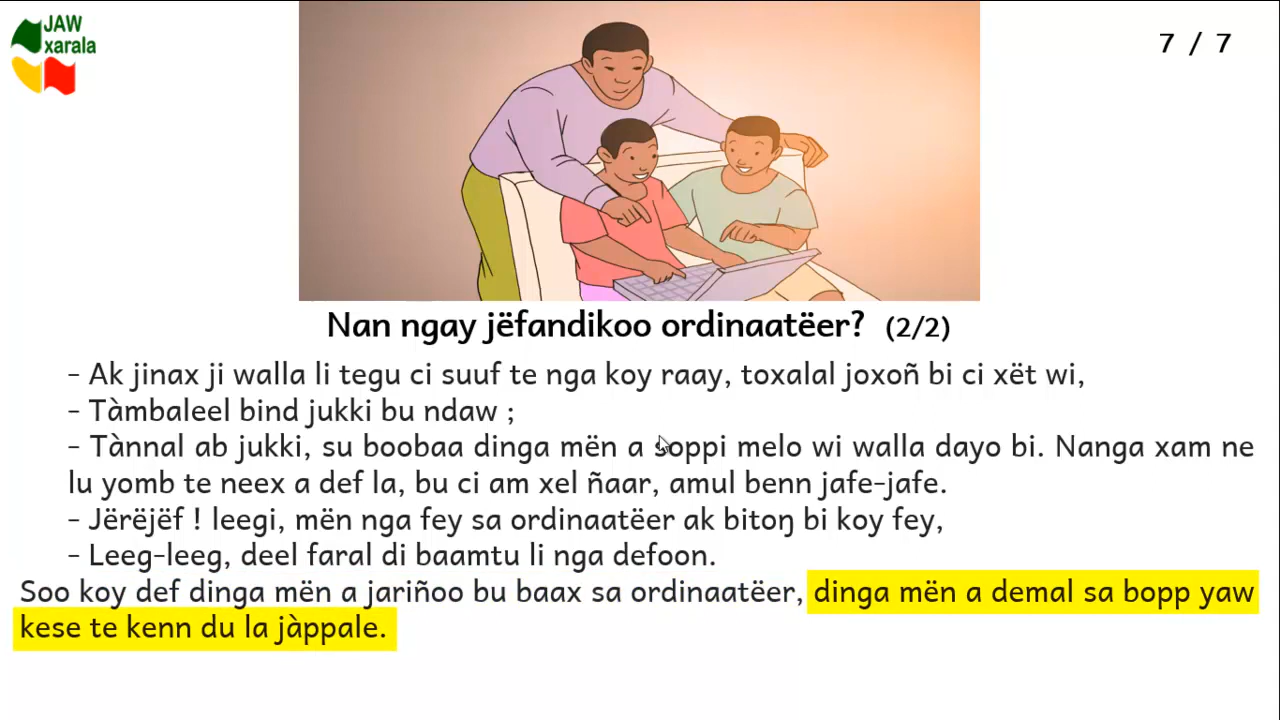 JAW
xarala
7 / 7
Nan ngay jëfandikoo ordinaatëer? (2/2)
- Ak jinax ji walla li tegu ci suuf te nga koy raay, toxalal joxoñ bi ci xët wi,
- Tàmbaleel bind jukki bu ndaw ;
- Tànnal ab jukki, su boobaa dinga mën a soppi melo wi walla dayo bi. Nanga xam ne
lu yomb te neex a def la, bu ci am xel ñaar, amul benn jafe-jafe.
- Jërëjëf ! leegi, mën nga fey sa ordinaatëer ak bitoŋ bi koy fey,
- Leeg-leeg, deel faral di baamtu li nga defoon.
Soo koy def dinga mën a jariñoo bu baax sa ordinaatëer, dinga mën a demal sa bopp yaw
kese te kenn du la jàppale.